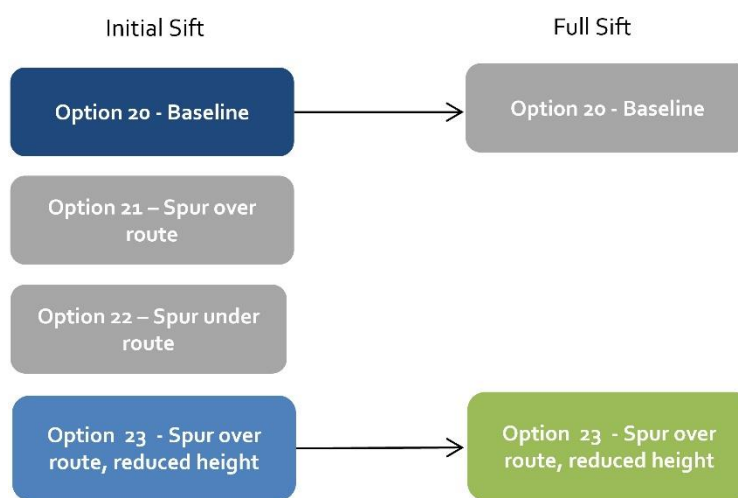 Initial Sift
Full Sift
Option 20 - Baseline
Option 20 - Baseline
Option 21 – Spur over
route
Option 22 – Spur under
route
Option 23 - Spur over
route, reduced height
Option 23 - Spur over
route, reduced height